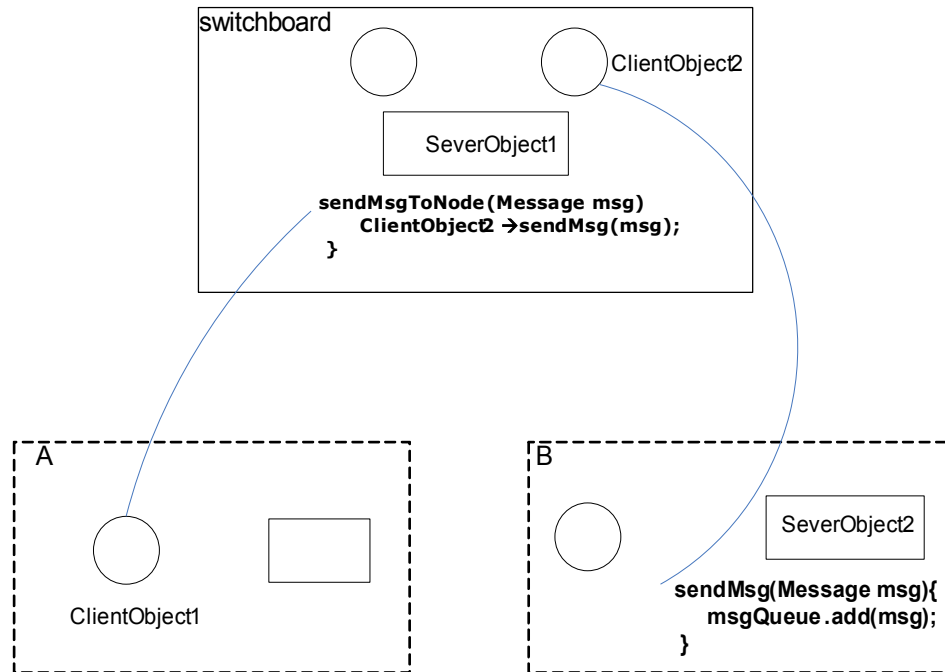 switchboard
ClientObject2
SeverObject1
sendMsgToNode(Message msg)
ClientObject2 →sendMsg(msg);
}
A
ClientObject1
B
SeverObject2
sendMsg(Message msg){
msgQueue.add(msg);
}